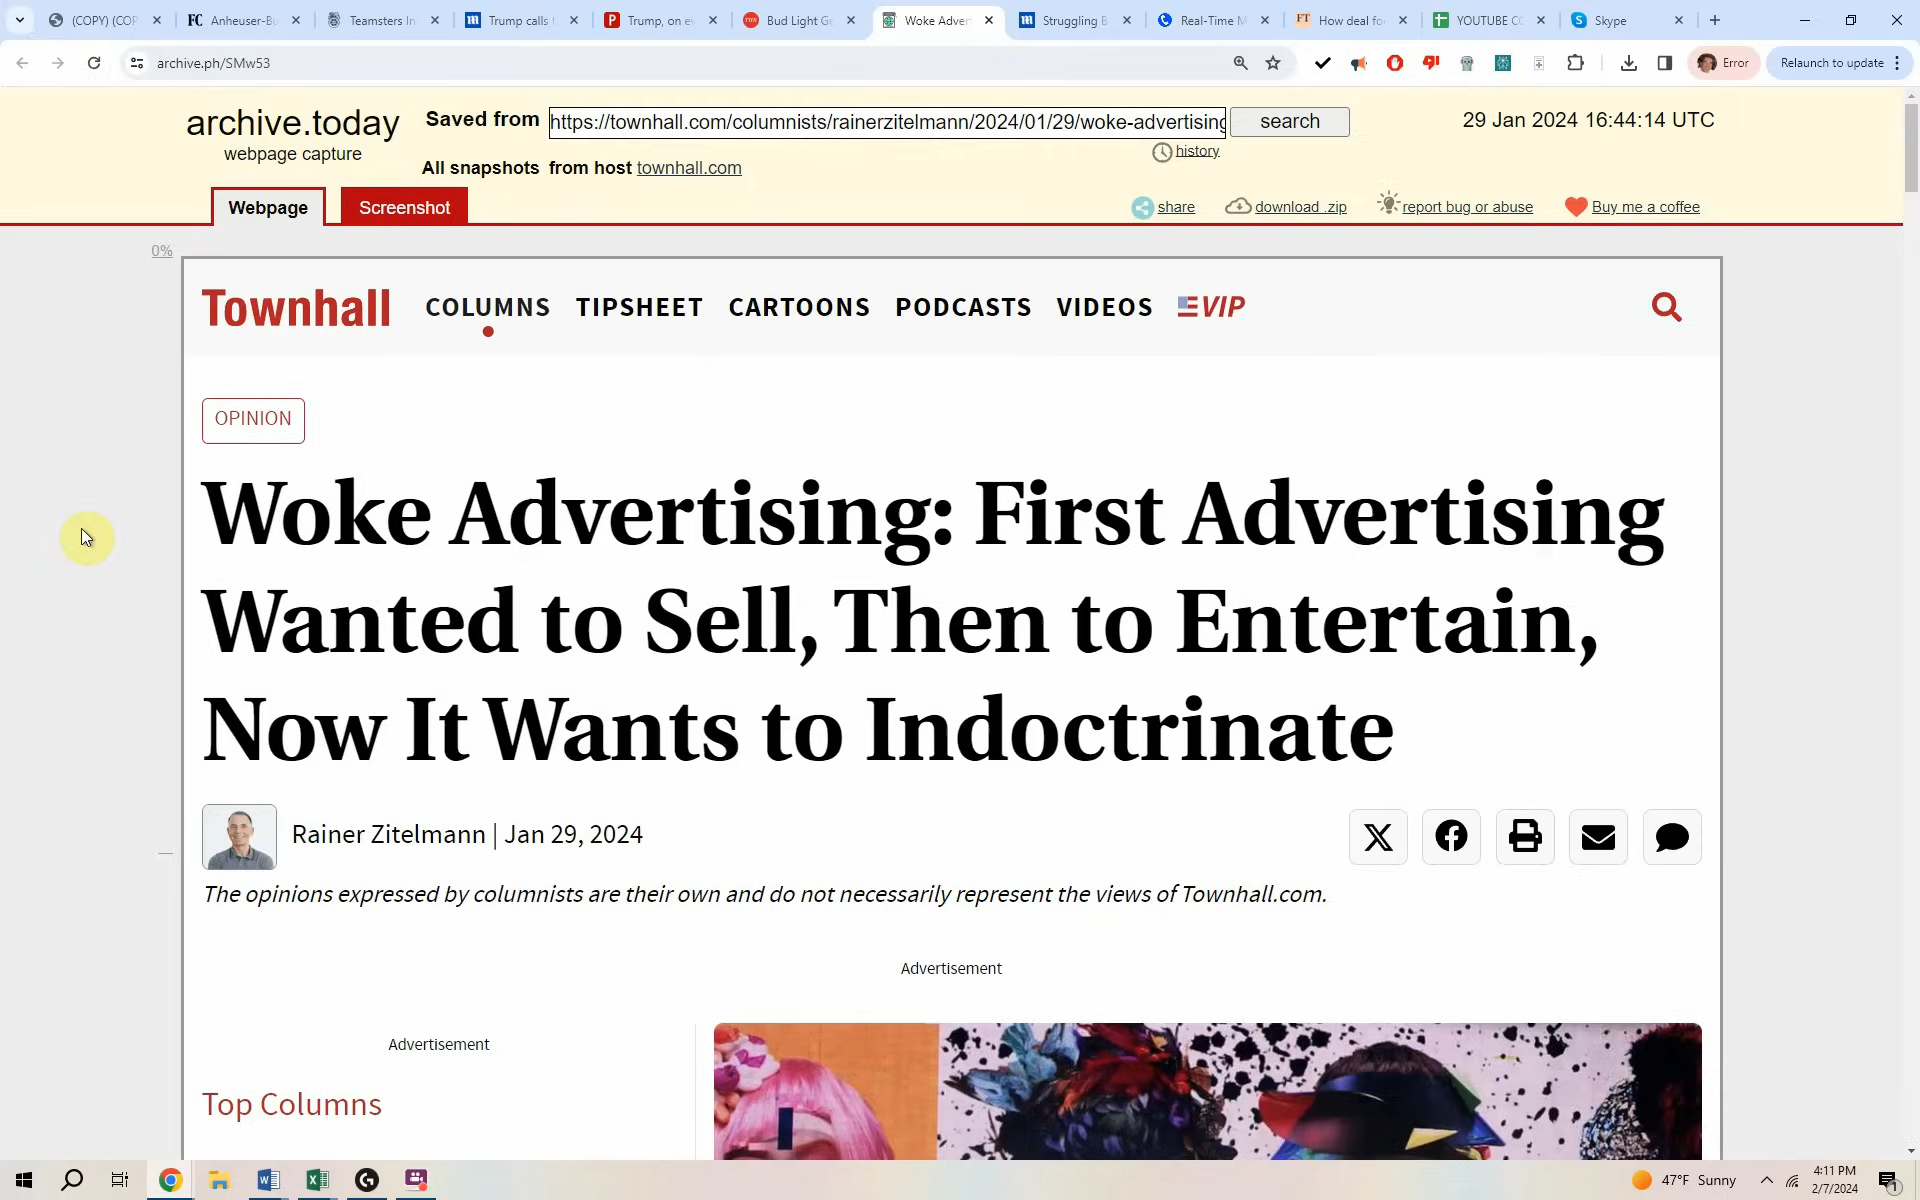 (COPY) (COP
Anheuser-Bu
Teamsters In
Trump calls
Trump, on e
Bud Light Ge
Woke Adver
Struggling B
Real-Time M
How deal fo
YOUTUBE C
Skype
archive.ph/SMw53
Error
Relaunch to update
archive.today
webpage capture
Saved from
https://townhall.com/columnists/rainerzitelmann/2024/01/29/woke-advertising
search
history
29 Jan 2024 16:44:14 UTC
All snapshots from host townhall.com
Webpage
Screenshot
share
download .zip
report bug or abuse
Buy me a coffee
0%
Townhall
COLUMNS
TIPSHEET
CARTOONS
PODCASTS
VIDEOS
VIP
OPINION
Woke Advertising: First Advertising
Wanted to Sell, Then to Entertain,
Now It Wants to Indoctrinate
Rainer Zitelmann | Jan 29, 2024
The opinions expressed by columnists are their own and do not necessarily represent the views of Townhall.com.
Advertisement
Advertisement
Top Columns
47°F Sunny
4:11 PM
2/7/2024